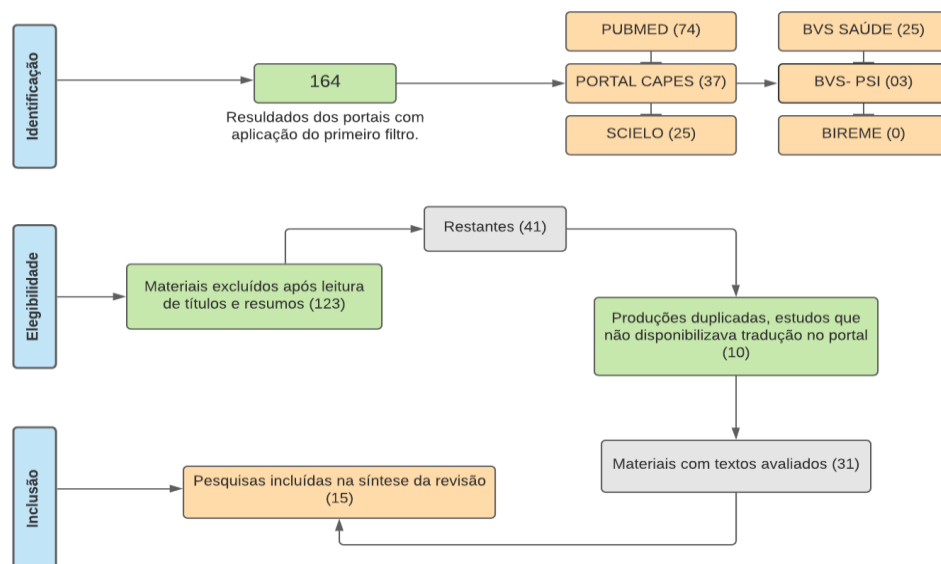 Identificação
164
Resuldados dos portais com
aplicação do primeiro filtro.
PUBMED (74)
PORTAL CAPES (37)
SCIELO (25)
BVS SAÚDE (25)
BVS- PSI (03)
BIREME (0)
Elegibilidade
Materiais excluídos após leitura
de títulos e resumos (123)
Restantes (41)
Produções duplicadas, estudos que
não disponibilizava tradução no portal
(10)
Materiais com textos avaliados (31)
Inclusão
Pesquisas incluídas na síntese da revisão
(15)